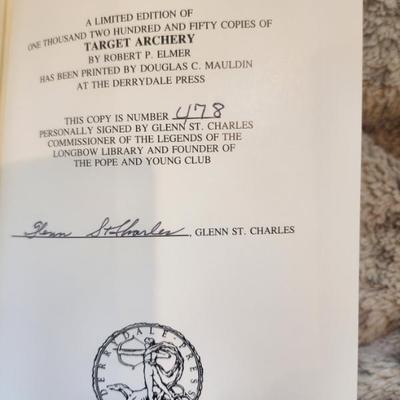 A LIMITED EDITION OF
ONE THOUSAND TWO HUNDRED AND FIFTY COPIES OF
TARGET ARCHERY
BY ROBERT P. ELMER
HAS BEEN PRINTED BY DOUGLAS C. MAULDIN
AT THE DERRYDALE PRESS
THIS COPY IS NUMBER 478
PERSONALLY SIGNED BY GLENN ST. CHARLES
COMMISSIONER OF THE LEGENDS OF THE
LONGBOW LIBRARY AND FOUNDER OF
THE POPE AND YOUNG CLUB
Glenn St Charles, GLENN ST. CHARLES
DERRYDALE PRESS